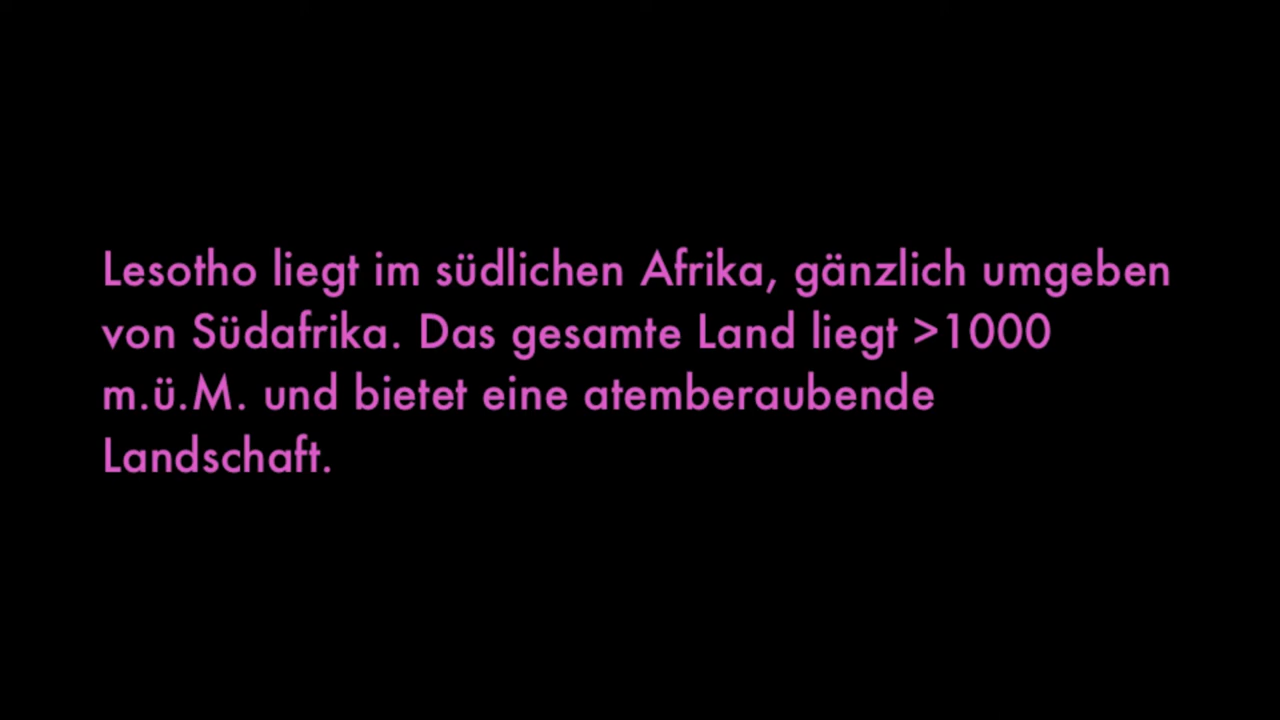 Lesotho liegt im südlichen Afrika, gänzlich umgeben
von Südafrika. Das gesamte Land liegt >1000
m.ü.M. und bietet eine atemberaubende
Landschaft.